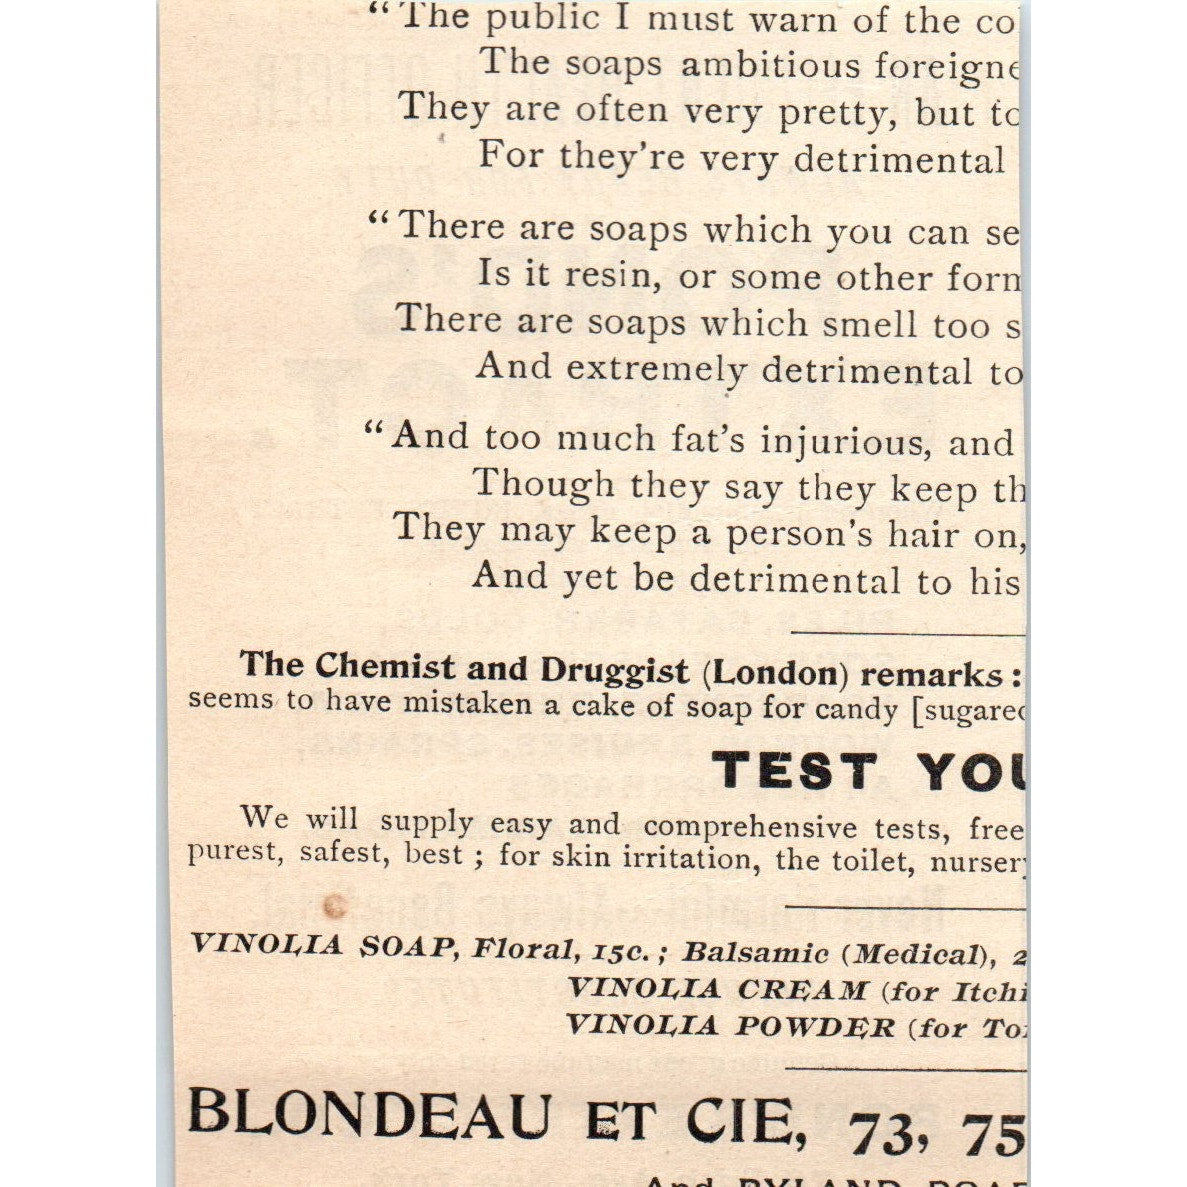 “The public I must warn of the co
The soaps ambitious foreigne
They are often very pretty, but to
For they're very detrimental
“There are soaps which you can se
Is it resin, or some other form
There are soaps which smell too s
And extremely detrimental to
“And too much fat's injurious, and
Though they say they keep th
They may keep a person's hair on,
And yet be detrimental to his
The Chemist and Druggist (London) remarks:
seems to have mistaken a cake of soap for candy [sugared
TEST YOU
We will supply easy and comprehensive tests, free
purest, safest, best ; for skin irritation, the toilet, nursery
VINOLIA SOAP, Floral, 15c.; Balsamic (Medical), 2
VINOLIA CREAM (for Itchi
VINOLIA POWDER (for Toi
BLONDEAU ET CIE, 73, 75
And RYLAND ROAD